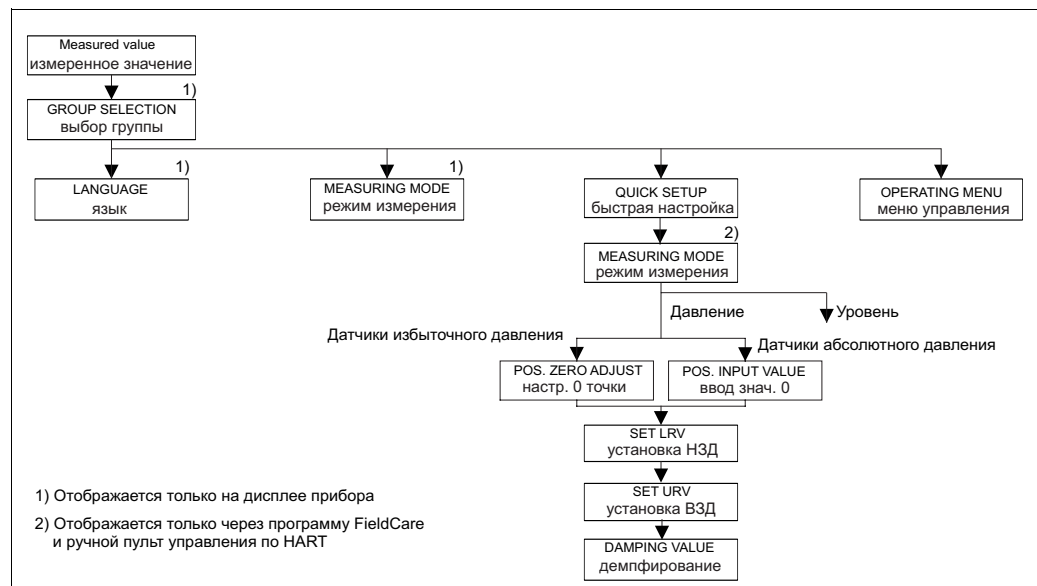 Measured value
измеренное значение
1)
GROUP SELECTION
выбор группы
1)
LANGUAGE
язык
1)
MEASURING MODE
режим измерения
QUICK SETUP
быстрая настройка
OPERATING MENU
меню управления
2)
MEASURING MODE
режим измерения
Давление
Уровень
Датчики избыточного давления
Датчики абсолютного давления
POS. ZERO ADJUST
настр. 0 точки
POS. INPUT VALUE
ввод знач. 0
SET LRV
установка НЗД
SET URV
установка ВЗД
DAMPING VALUE
демпфирование
1) Отображается только на дисплее прибора
2) Отображается только через программу FieldCare
и ручной пульт управления по HART